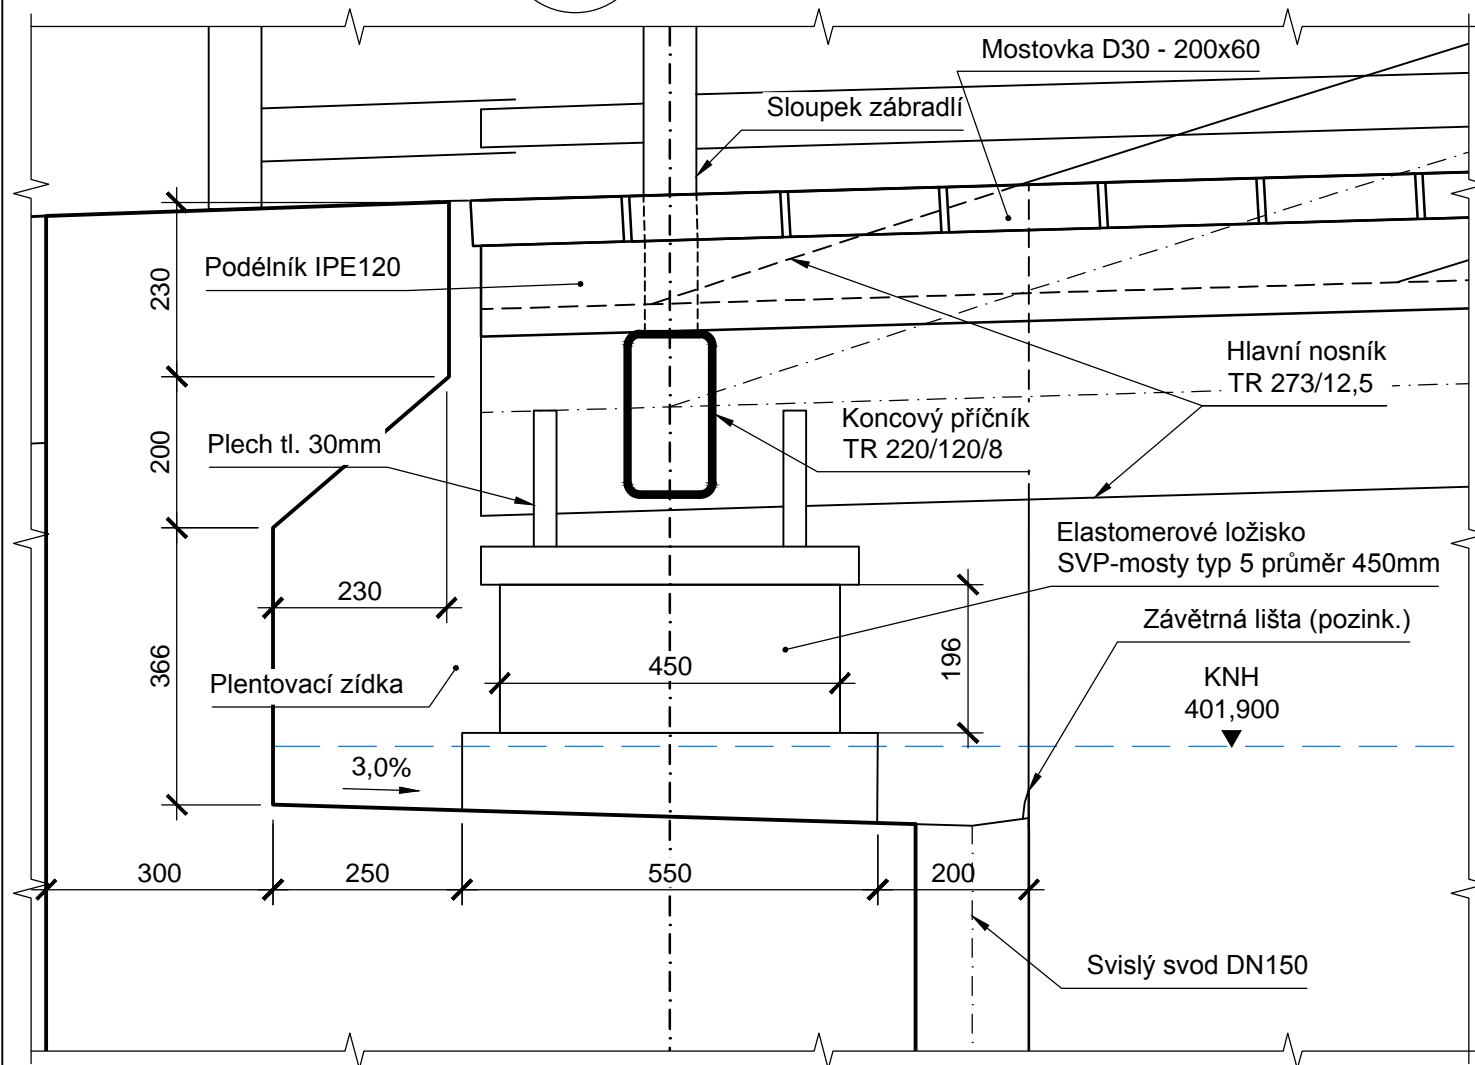 Mostovka D30 - 200x60
Sloupek zábradlí
Podélník IPE120
230
Hlavní nosník
TR 273/12,5
Koncový příčník
TR 220/120/8
Plech tl. 30mm
200
Elastomerové ložisko
SVP-mosty typ 5 průměr 450mm
230
Závětrná lišta (pozink.)
366
450
196
Plentovací zídka
KNH
401,900
3,0%
300
250
550
200
Svislý svod DN150